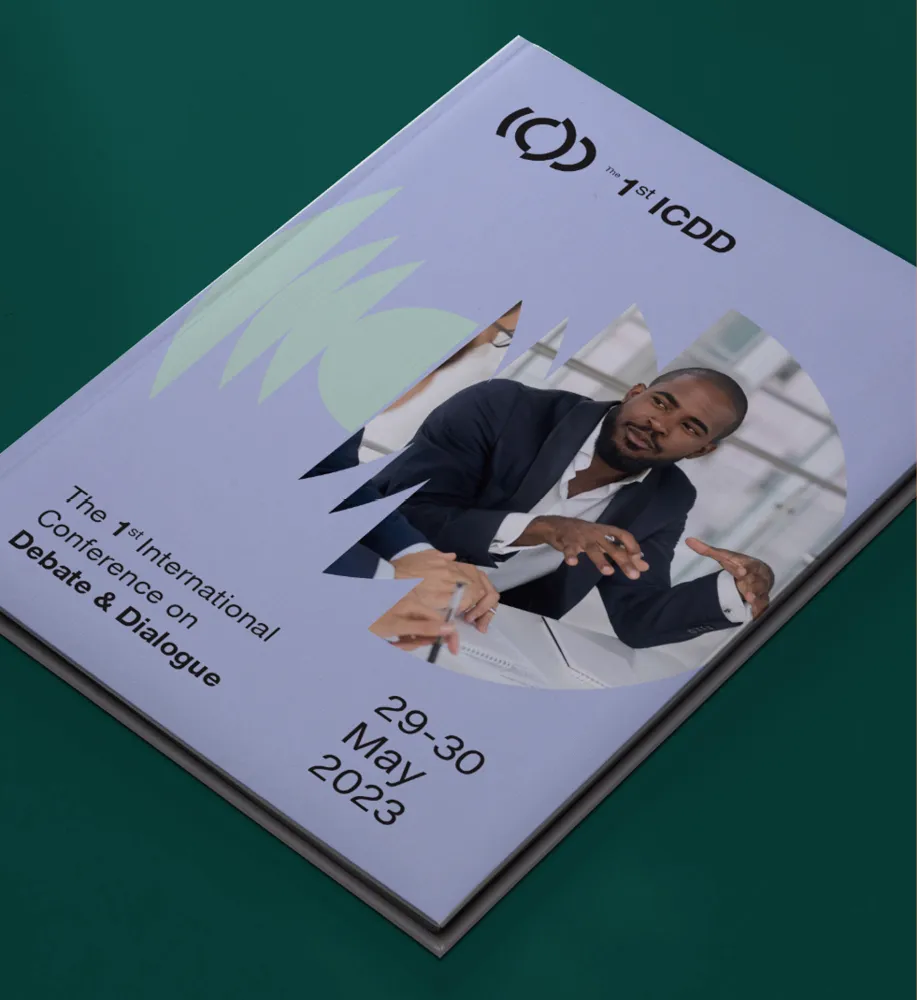 The 1st ICDD
The 1st International
Conference on
Debate & Dialogue
29-30
May
2023